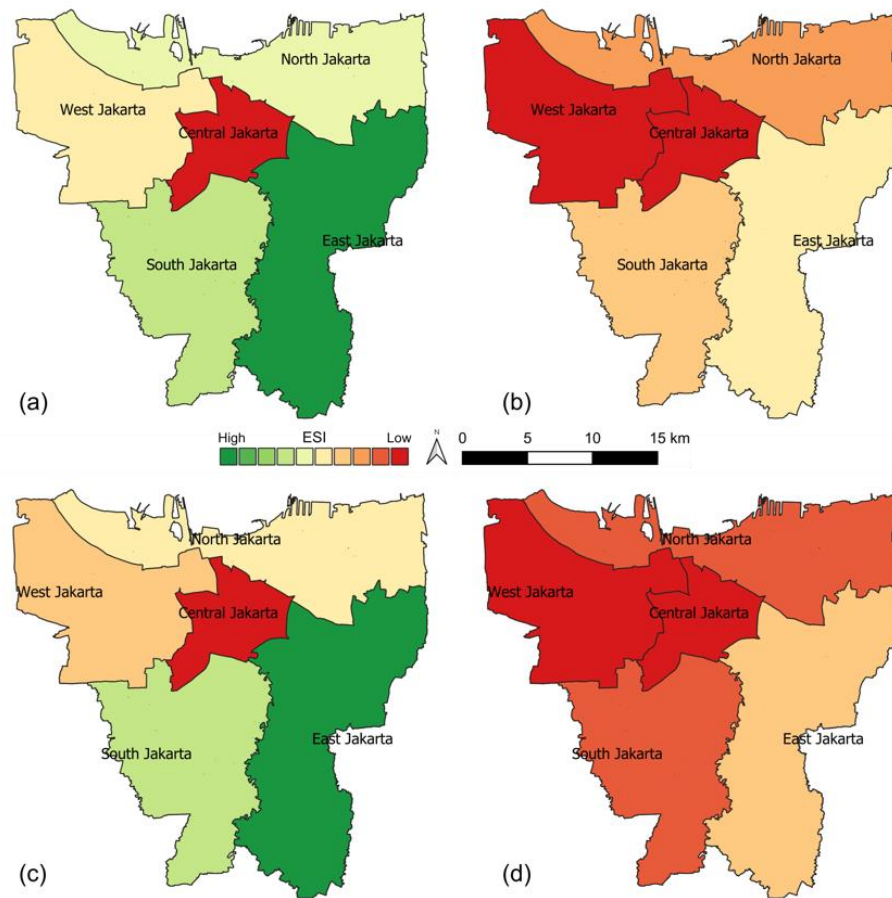 North Jakarta
West Jakarta
Central Jakarta
East Jakarta
South Jakarta
(a)
North Jakarta
West Jakarta
Central Jakarta
East Jakarta
South Jakarta
(b)
High ESI Low
N
0 5 10 15 km
North Jakarta
West Jakarta
Central Jakarta
East Jakarta
South Jakarta
(c)
North Jakarta
West Jakarta
Central Jakarta
East Jakarta
South Jakarta
(d)